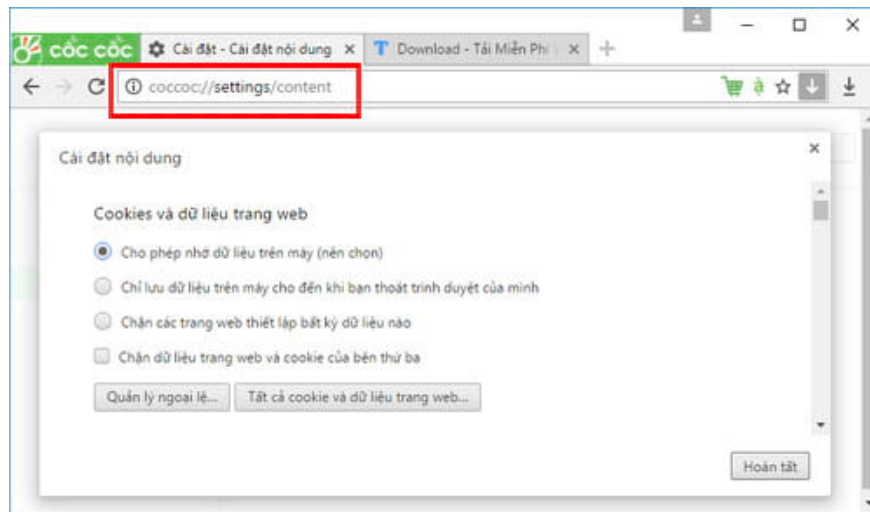 cốc cốc
Cài đặt - Cài đặt nội dung
Download - Tải Miễn Phí
coccoc://settings/content
Cài đặt nội dung
Cookies và dữ liệu trang web
Cho phép nhớ dữ liệu trên máy (nên chọn)
Chỉ lưu dữ liệu trên máy cho đến khi bạn thoát trình duyệt của mình
Chặn các trang web thiết lập bất kỳ dữ liệu nào
Chặn dữ liệu trang web và cookie của bên thứ ba
Quản lý ngoại lệ...
Tất cả cookie và dữ liệu trang web...
Hoàn tất